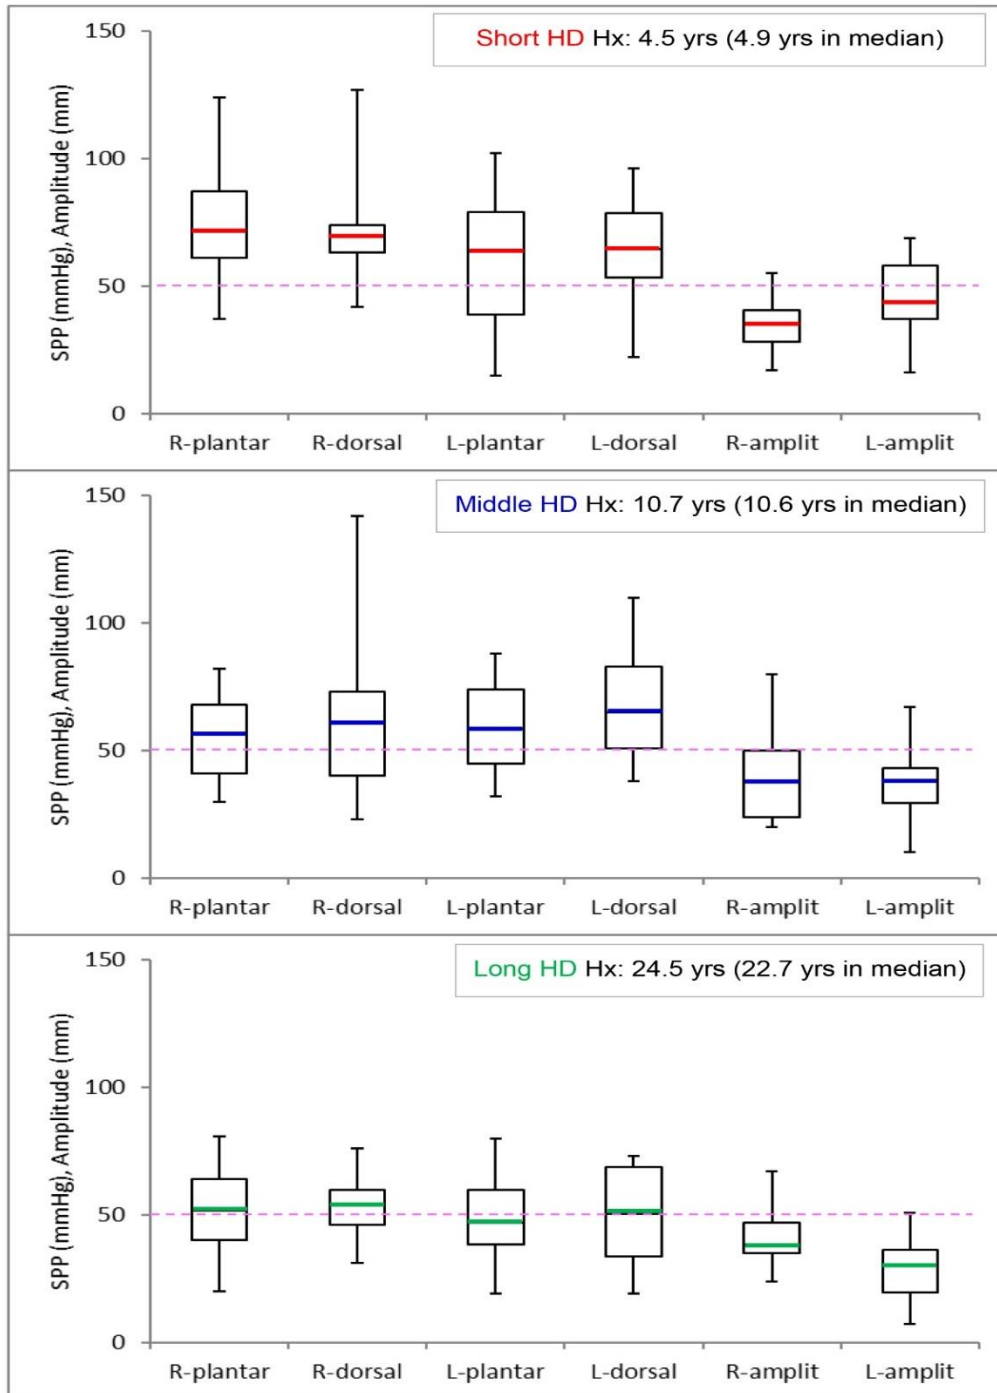 Short HD Hx: 4.5 yrs (4.9 yrs in median)
SPP (mmHg), Amplitude (mm)
150
100
50
0
R-plantar R-dorsal L-plantar L-dorsal R-amplit L-amplit
Middle HD Hx: 10.7 yrs (10.6 yrs in median)
SPP (mmHg), Amplitude (mm)
150
100
50
0
R-plantar R-dorsal L-plantar L-dorsal R-amplit L-amplit
Long HD Hx: 24.5 yrs (22.7 yrs in median)
SPP (mmHg), Amplitude (mm)
150
100
50
0
R-plantar R-dorsal L-plantar L-dorsal R-amplit L-amplit